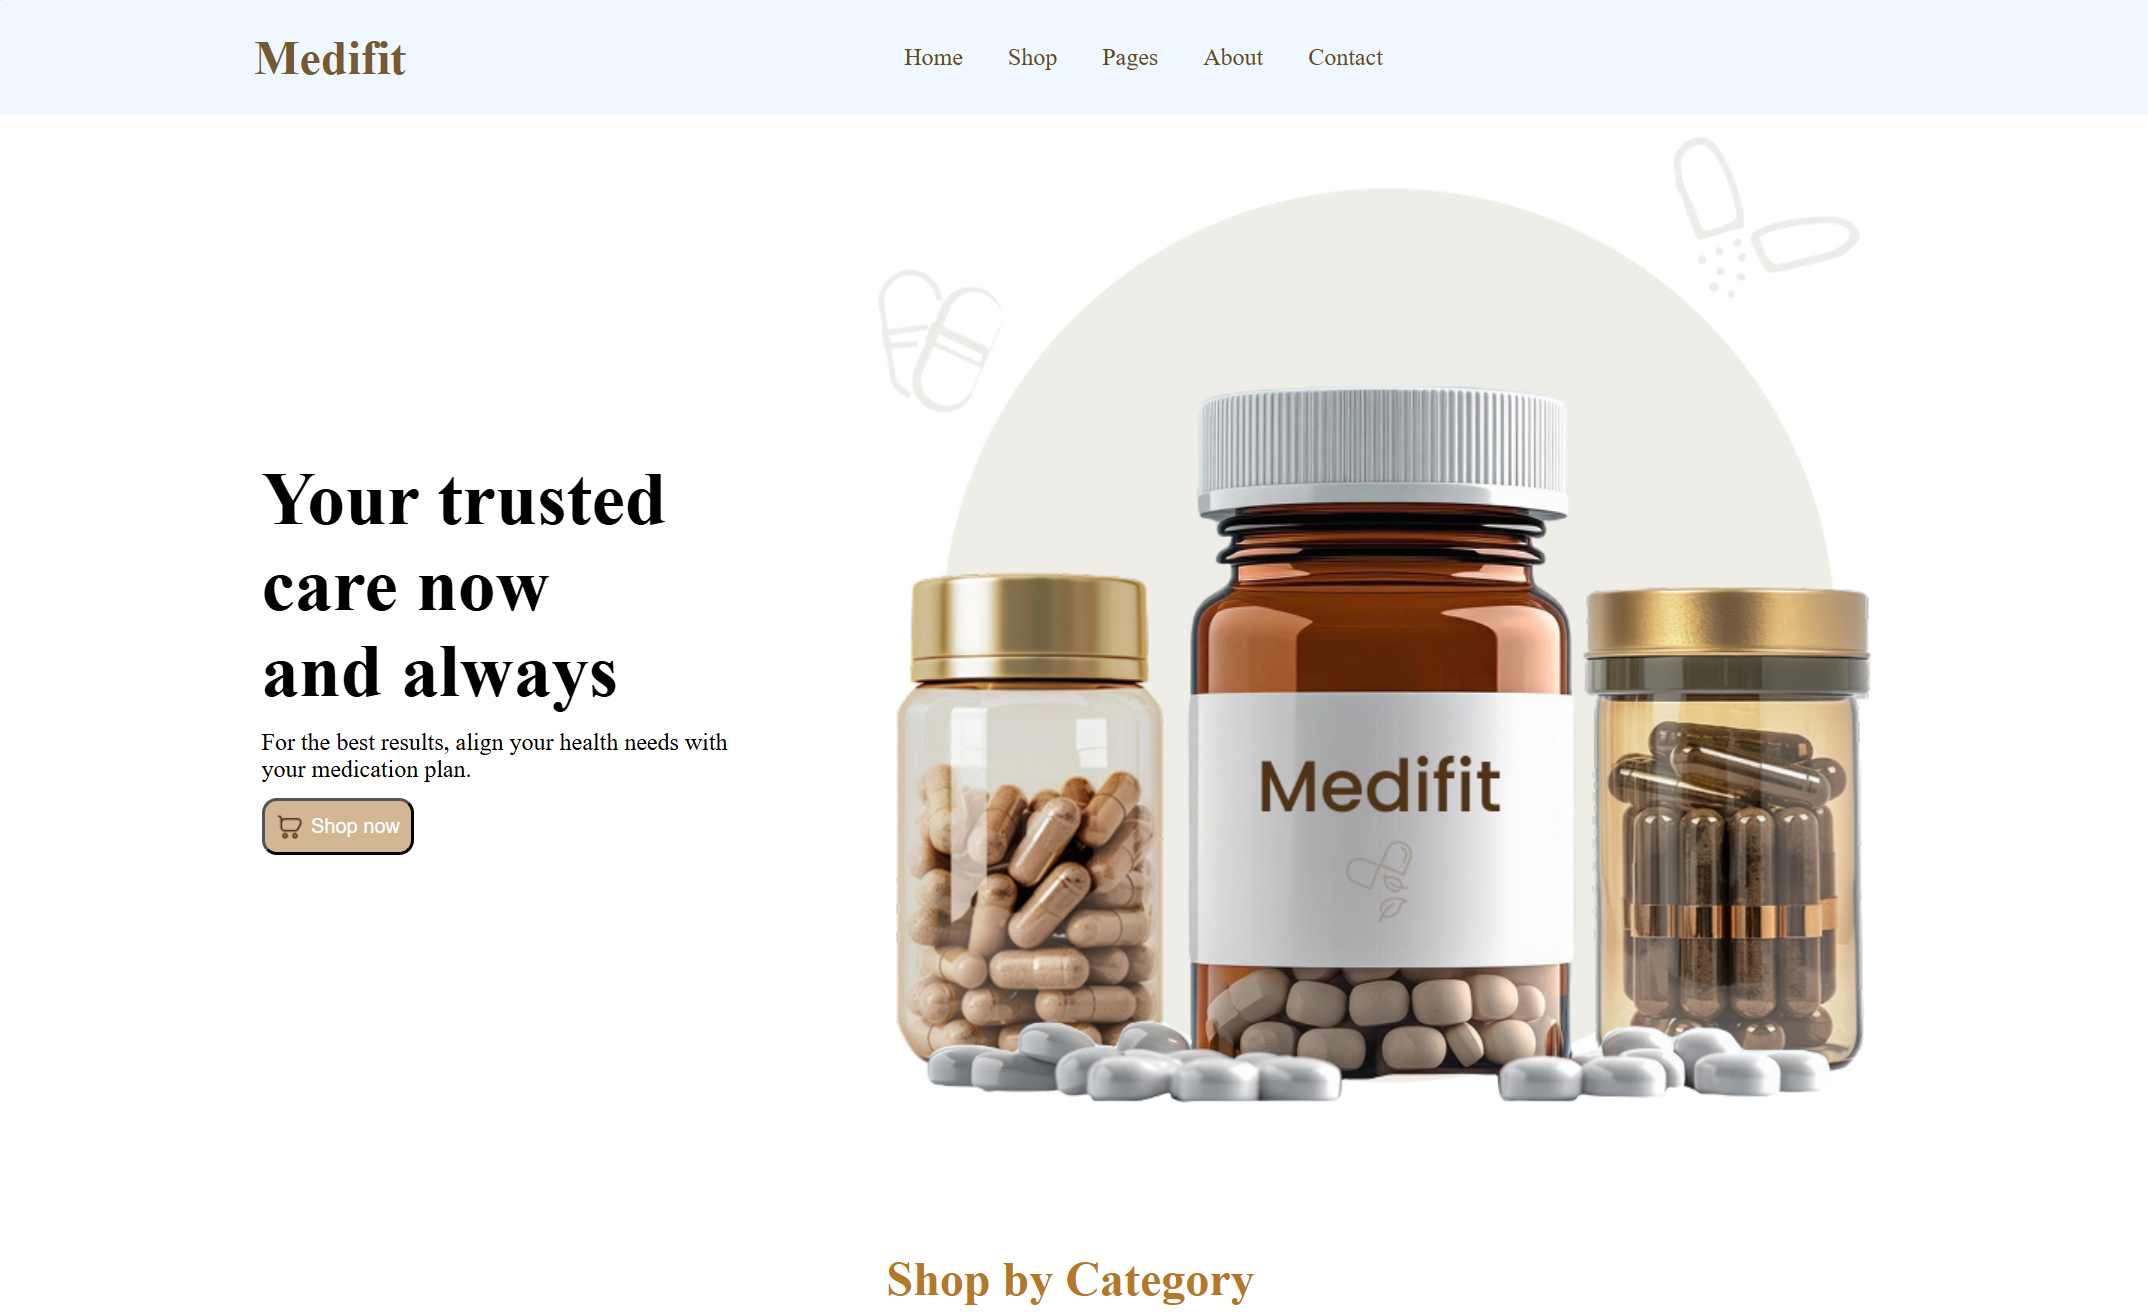 Medifit
Home Shop Pages About Contact
Your trusted
care now
and always
For the best results, align your health needs with
your medication plan.
Shop now
Medifit
Shop by Category